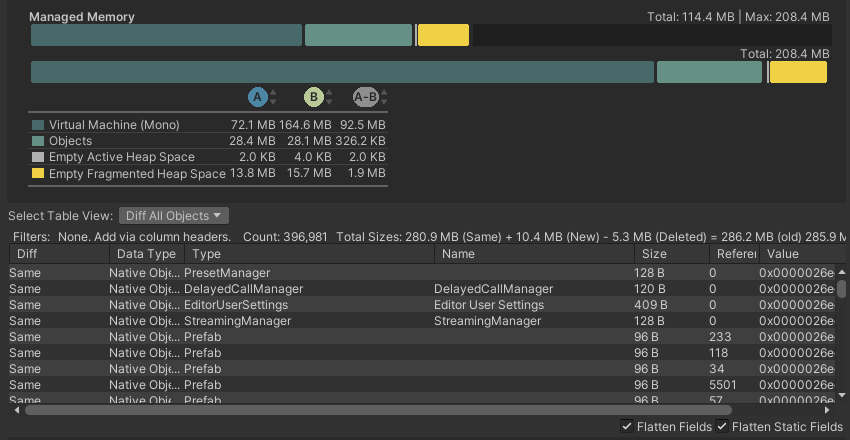 Managed Memory Total: 114.4 MB | Max: 208.4 MB
Total: 208.4 MB
A B A-B
Virtual Machine (Mono) 72.1 MB 164.6 MB 92.5 MB
Objects 28.4 MB 28.1 MB 326.2 KB
Empty Active Heap Space 2.0 KB 4.0 KB 2.0 KB
Empty Fragmented Heap Space 13.8 MB 15.7 MB 1.9 MB
Select Table View: Diff All Objects
Filters: None. Add via column headers. Count: 396,981 Total Sizes: 280.9 MB (Same) + 10.4 MB (New) - 5.3 MB (Deleted) = 286.2 MB (old) 285.9 M
Diff Data Type Type Name Size Referen Value
Same Native Obje... PresetManager 128 B 0 0x0000026e
Same Native Obje... DelayedCallManager DelayedCallManager 120 B 0 0x0000026e
Same Native Obje... EditorUserSettings Editor User Settings 409 B 0 0x0000026e
Same Native Obje... StreamingManager StreamingManager 128 B 0 0x0000026e
Same Native Obje... Prefab 96 B 233 0x0000026e
Same Native Obje... Prefab 96 B 118 0x0000026e
Same Native Obje... Prefab 96 B 34 0x0000026e
Same Native Obje... Prefab 96 B 5501 0x0000026e
Same Native Obje... Prefab 96 B 57 0x0000026e
Flatten Fields Flatten Static Fields